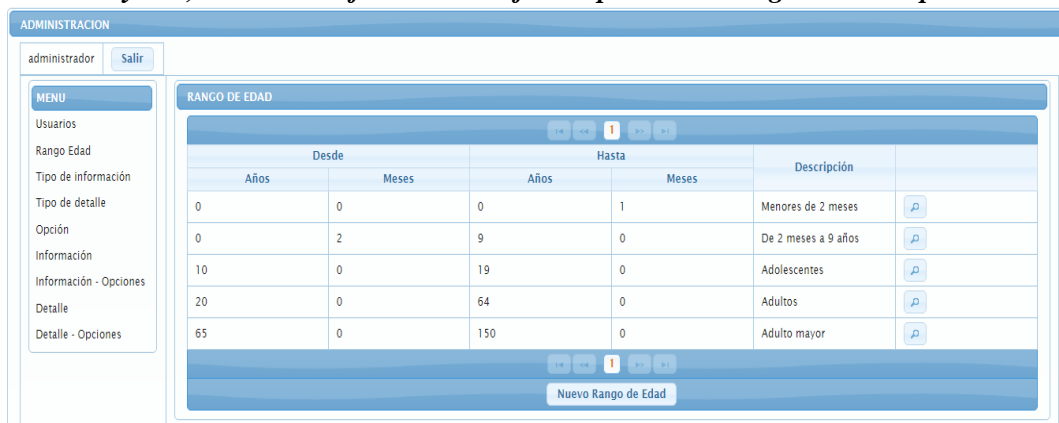 ADMINISTRACION
administrador Salir
MENU
Usuarios
Rango Edad
Tipo de información
Tipo de detalle
Opción
Información
Información - Opciones
Detalle
Detalle - Opciones
RANGO DE EDAD
1
Desde Hasta Descripción
Años Meses Años Meses
0 0 0 1 Menores de 2 meses
0 2 9 0 De 2 meses a 9 años
10 0 19 0 Adolescentes
20 0 64 0 Adultos
65 0 150 0 Adulto mayor
1
Nuevo Rango de Edad